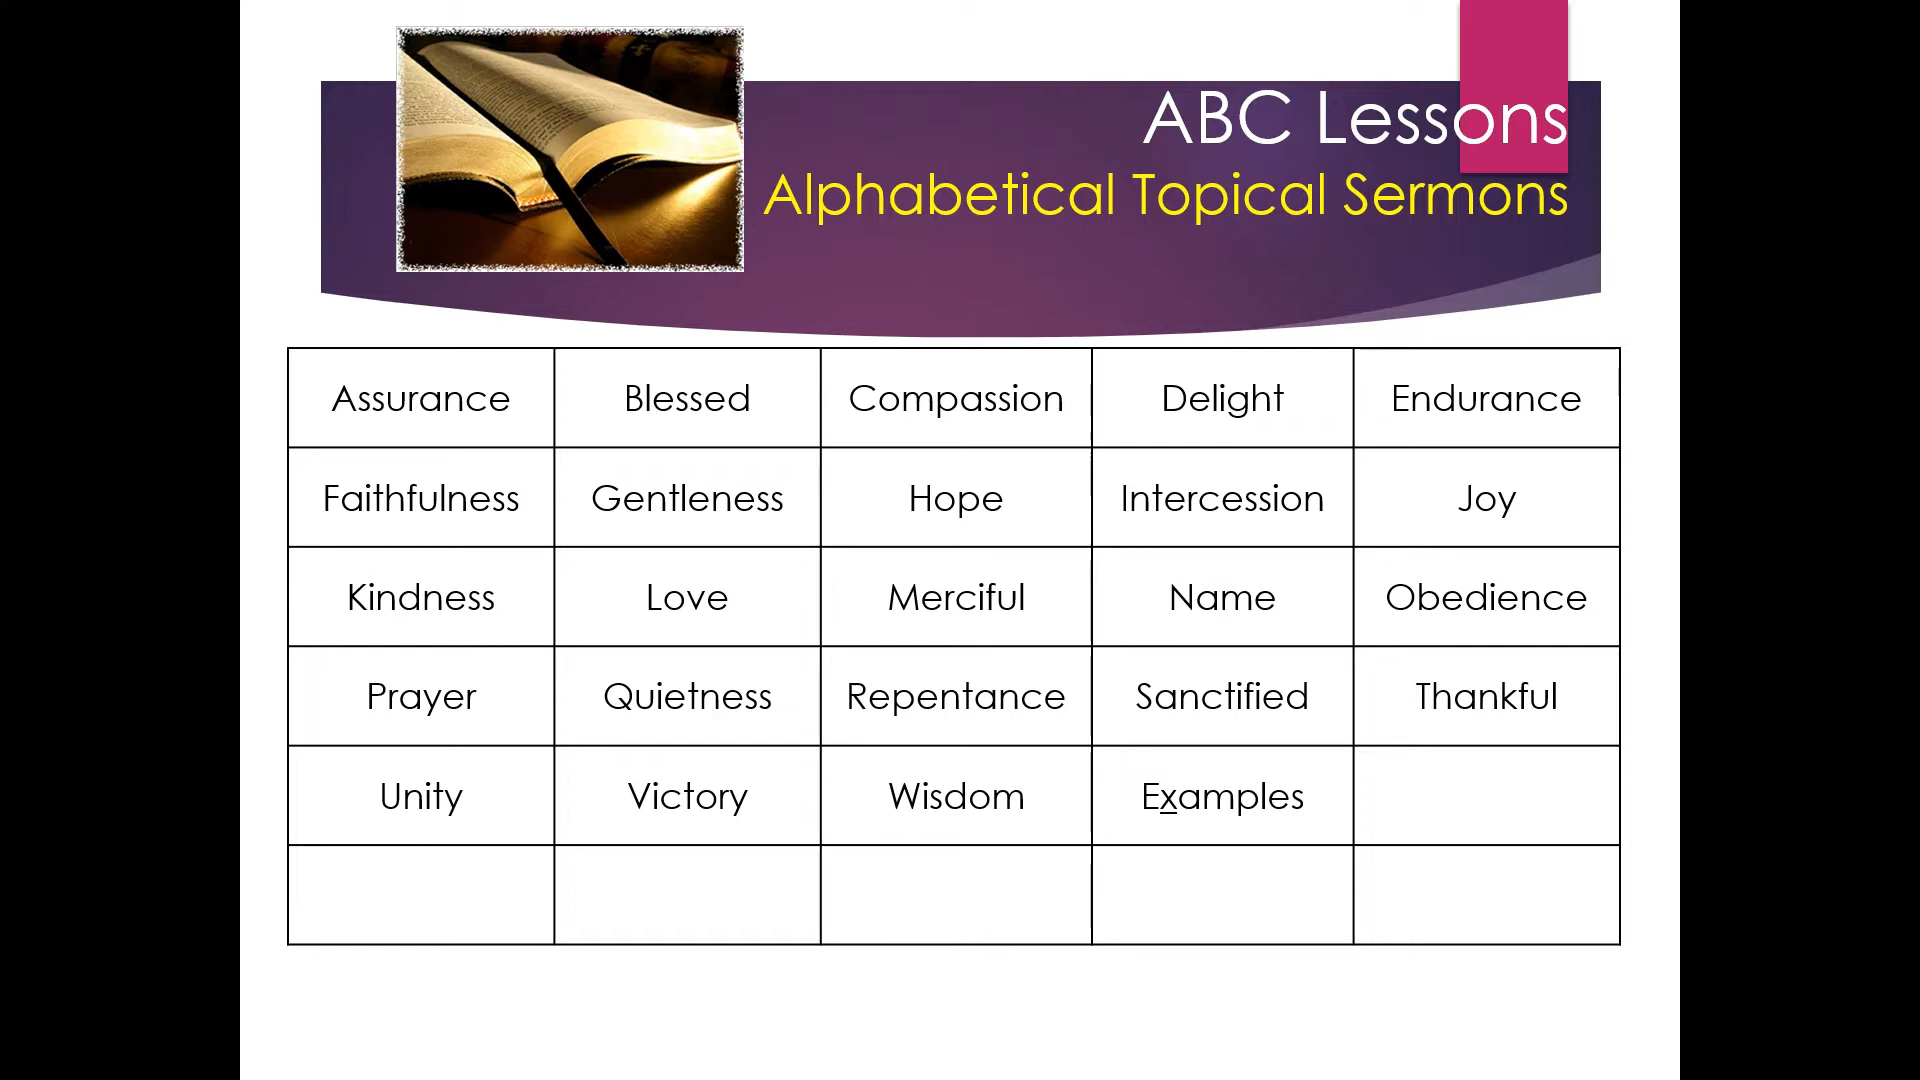 ABC Lessons
Alphabetical Topical Sermons
Assurance Blessed Compassion Delight Endurance
Faithfulness Gentleness Hope Intercession Joy
Kindness Love Merciful Name Obedience
Prayer Quietness Repentance Sanctified Thankful
Unity Victory Wisdom Examples